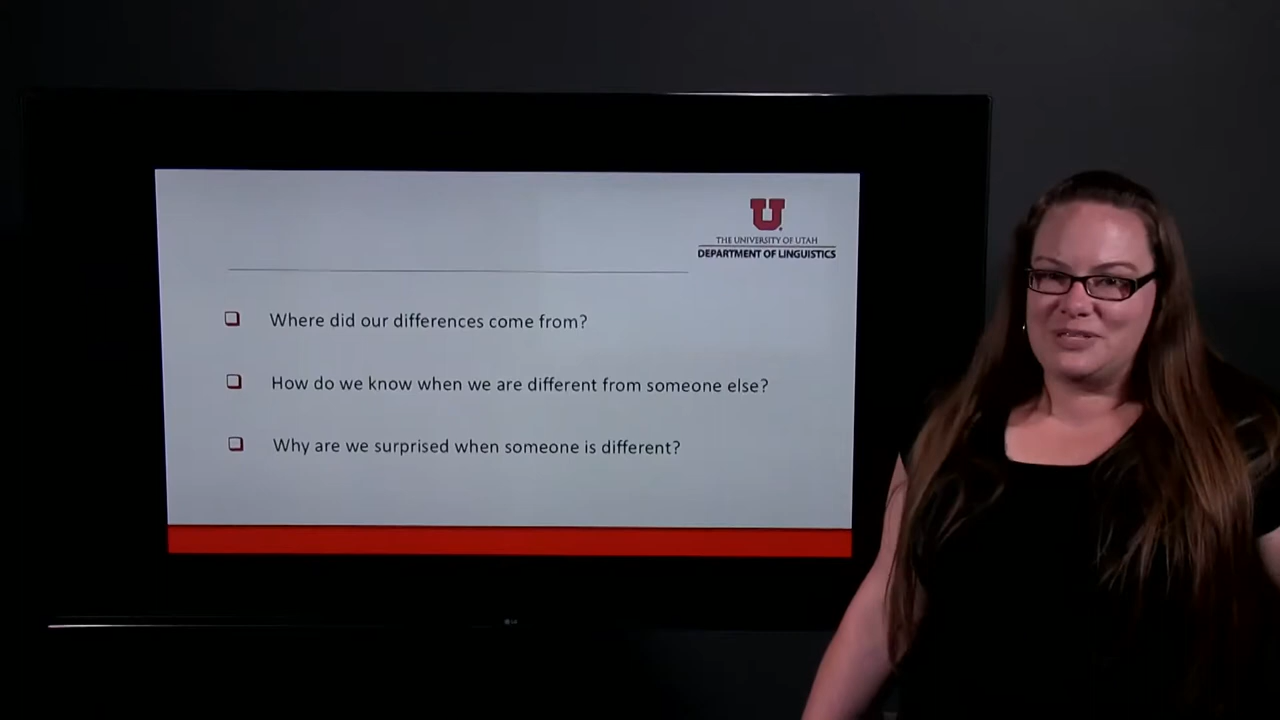 U
THE UNIVERSITY OF UTAH
DEPARTMENT OF LINGUISTICS
Where did our differences come from?
How do we know when we are different from someone else?
Why are we surprised when someone is different?
LG